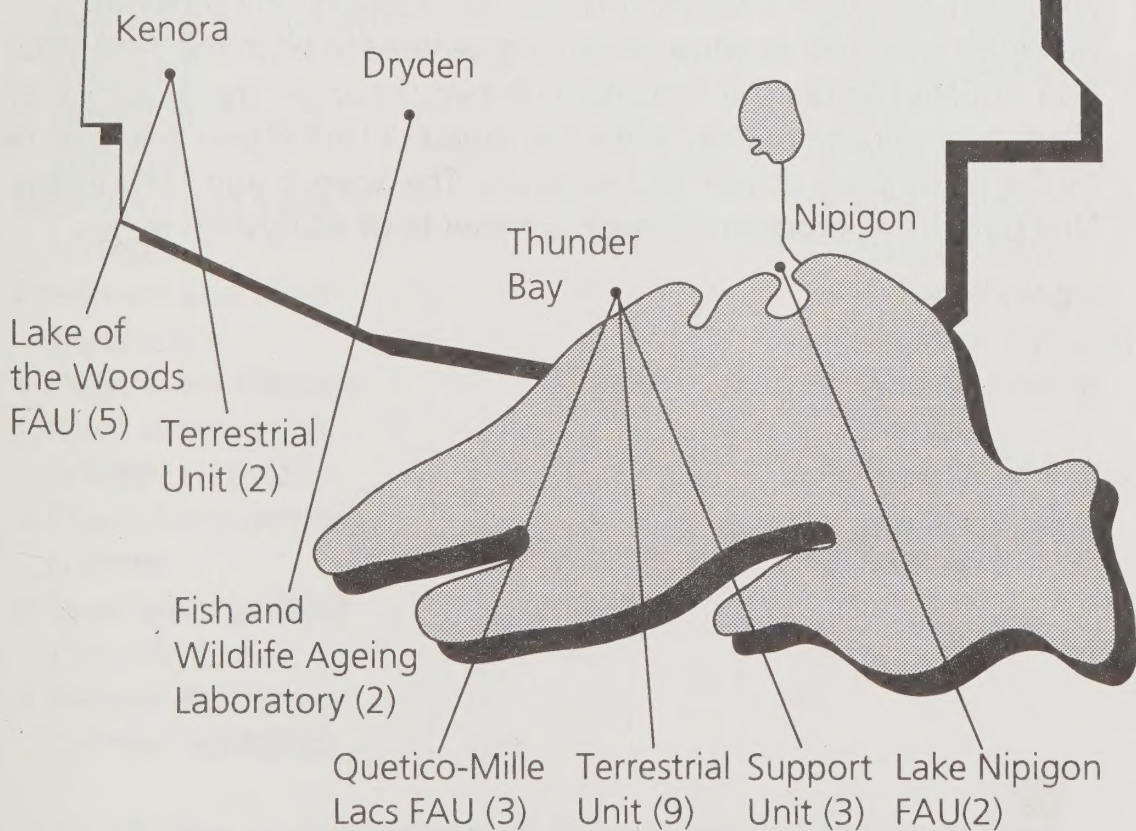 Kenora
Dryden
Nipigon
Thunder
Bay
Lake of
the Woods
FAU (5)
Terrestrial
Unit (2)
Fish and
Wildlife Ageing
Laboratory (2)
Quetico-Mille
Lacs FAU (3)
Terrestrial
Unit (9)
Support
Unit (3)
Lake Nipigon
FAU(2)